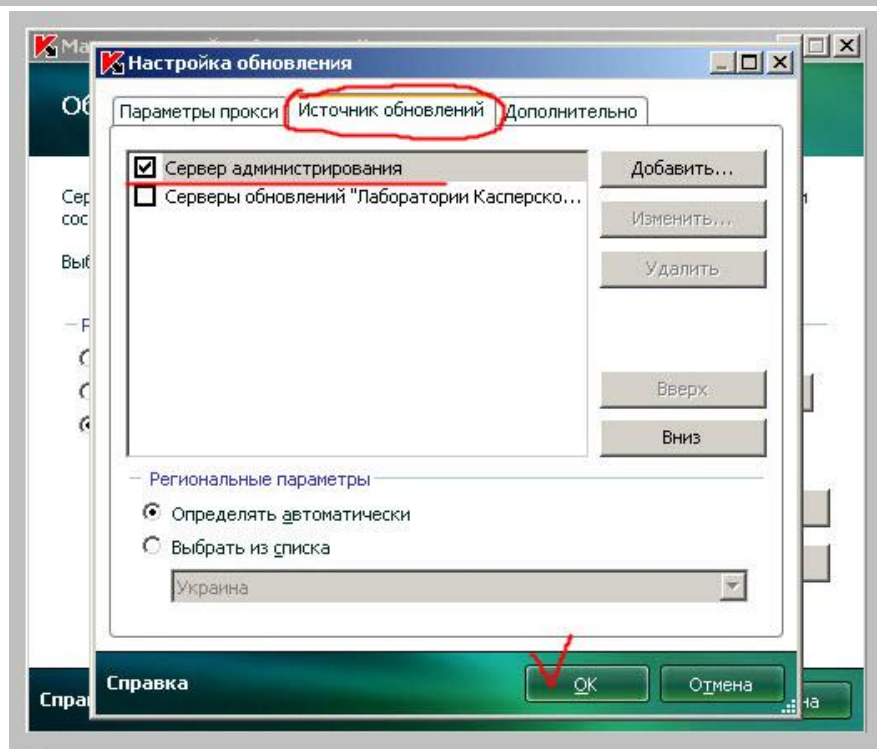 Настройка обновления
Об
Параметры прокси Источник обновлений Дополнительно
Сервер администрирования Добавить...
Серверы обновлений "Лаборатории Касперско...
Изменить...
Удалить
Вверх
Вниз
Региональные параметры
Определять автоматически
Выбрать из списка
Украина
Справка OK Отмена